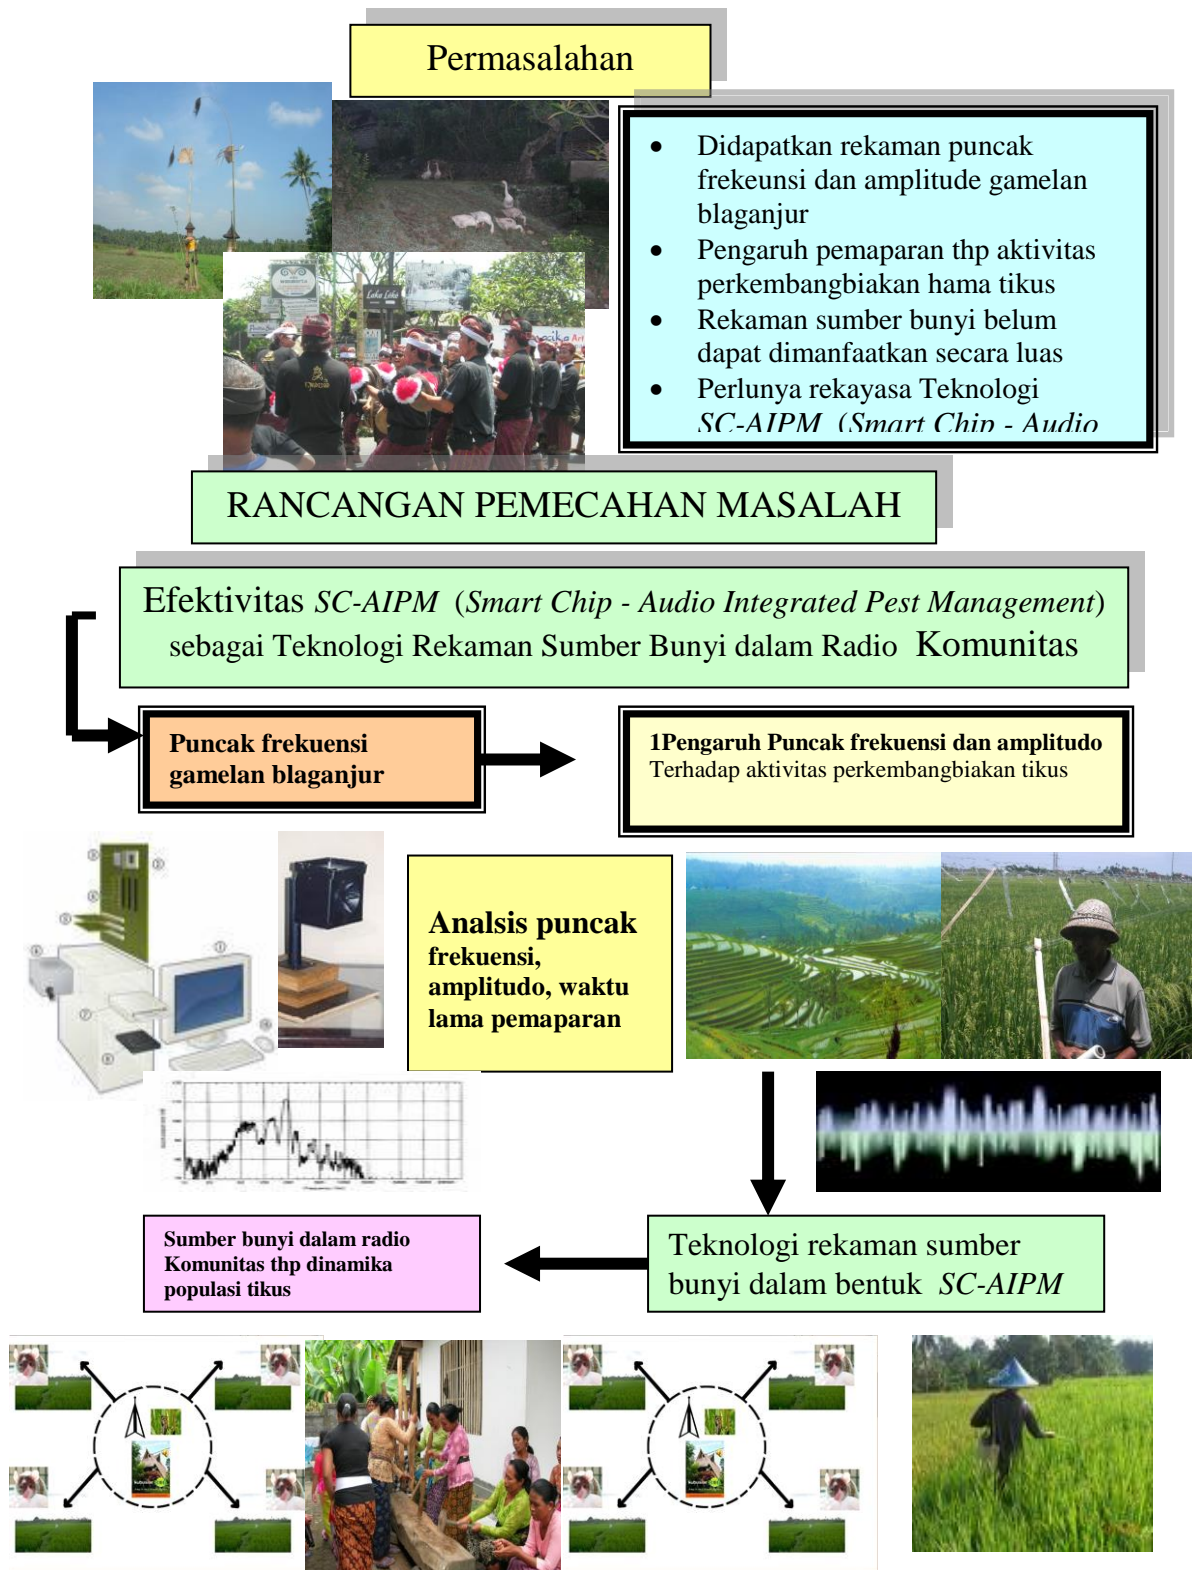 Permasalahan
• Didapatkan rekaman puncak
frekeunsi dan amplitude gamelan
blaganjur
• Pengaruh pemaparan thp aktivitas
perkembangbiakan hama tikus
• Rekaman sumber bunyi belum
dapat dimanfaatkan secara luas
• Perlunya rekayasa Teknologi
SC-AIPM (Smart Chip - Audio
Luke Leke
RANCANGAN PEMECAHAN MASALAH
Efektivitas SC-AIPM (Smart Chip - Audio Integrated Pest Management)
sebagai Teknologi Rekaman Sumber Bunyi dalam Radio Komunitas
Puncak frekuensi
gamelan blaganjur
1Pengaruh Puncak frekuensi dan amplitudo
Terhadap aktivitas perkembangbiakan tikus
Analsis puncak
frekuensi,
amplitudo, waktu
lama pemaparan
Teknologi rekaman sumber
bunyi dalam bentuk SC-AIPM
Sumber bunyi dalam radio
Komunitas thp dinamika
populasi tikus